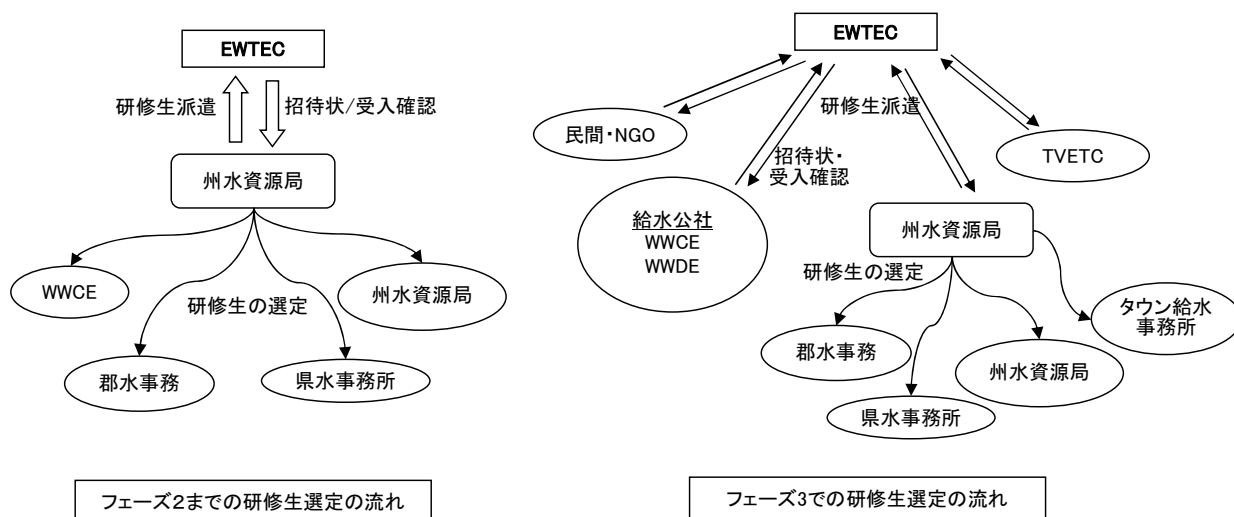 EWTEC
研修生派遣
招待状/受入確認
州水資源局
WWCE
研修生の選定
州水資源局
郡水事務
県水事務所
フェーズ2までの研修生選定の流れ
EWTEC
研修生派遣
民間・NGO
TVETC
招待状・
受入確認
給水公社
WWCE
WWDE
州水資源局
研修生の選定
タウン給水
事務所
郡水事務
州水資源局
県水事務所
フェーズ3での研修生選定の流れ